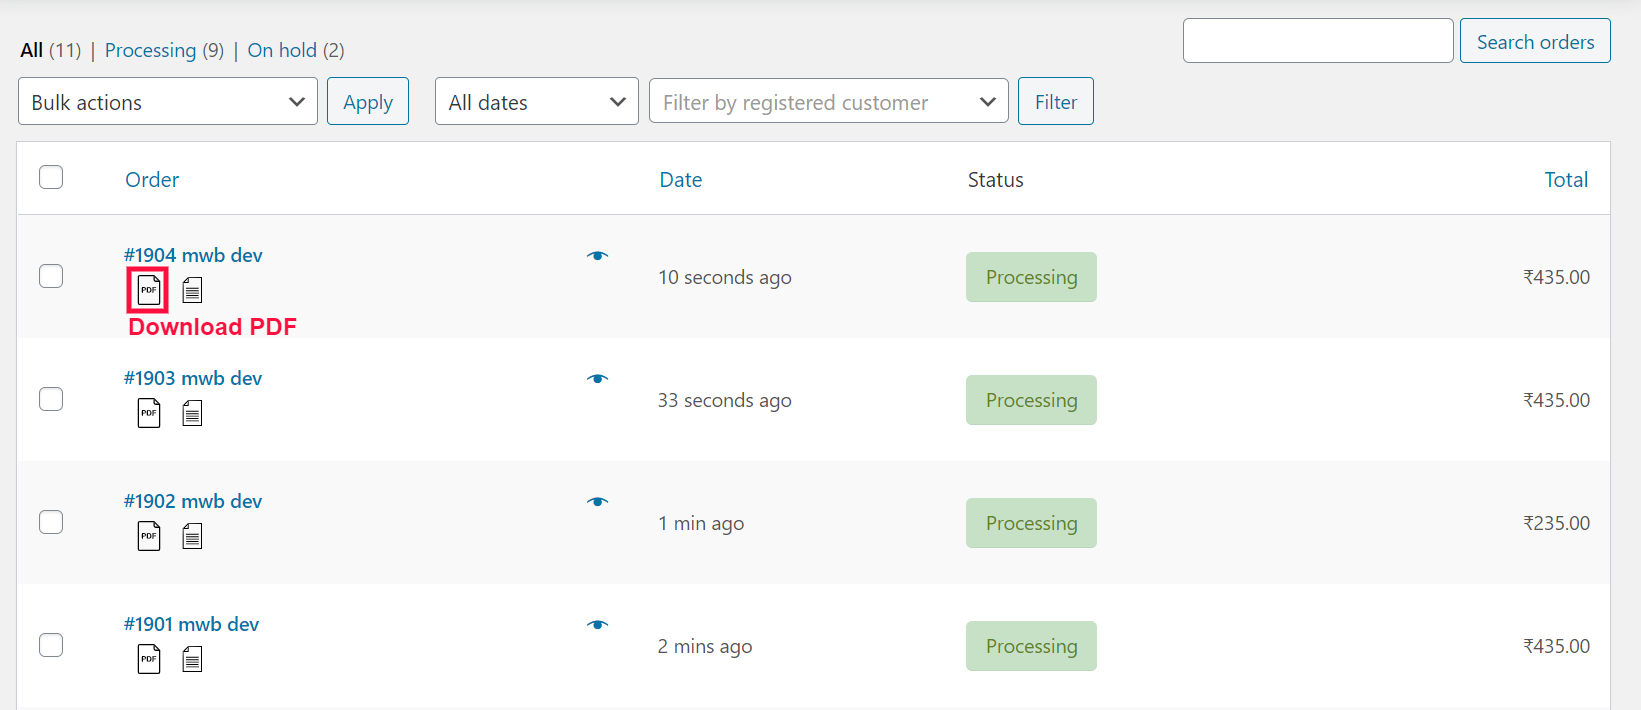 All (11) | Processing (9) | On hold (2)
Search orders
Bulk actions Apply All dates Filter by registered customer Filter
Order Date Status Total
#1904 mwb dev
PDF
10 seconds ago Processing ₹435.00
Download PDF
#1903 mwb dev
PDF
33 seconds ago Processing ₹435.00
#1902 mwb dev
PDF
1 min ago Processing ₹235.00
#1901 mwb dev
PDF
2 mins ago Processing ₹435.00